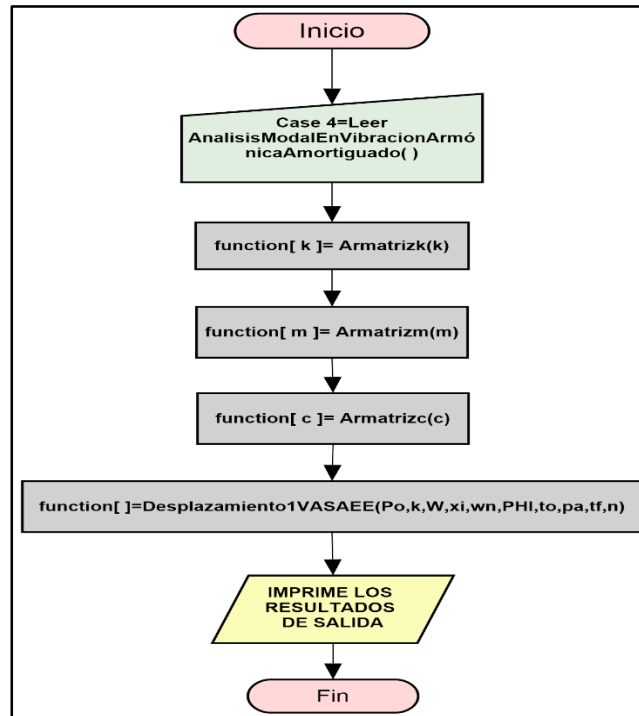 Inicio
Case 4=Leer
AnalisisModalEnVibracionArmó
nicaAmortiguado( )
function[ k ]= Armatrizk(k)
function[ m ]= Armatrizm(m)
function[ c ]= Armatrizc(c)
function[ ]=Desplazamiento1VASAEE(Po,k,W,xi,wn,PHI,to,pa,tf,n)
IMPRIME LOS
RESULTADOS
DE SALIDA
Fin